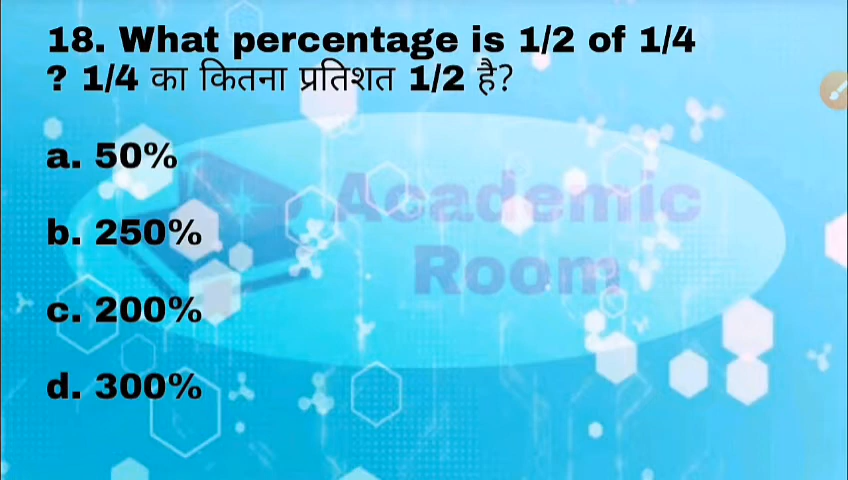 18. What percentage is 1/2 of 1/4
? 1/4 का कितना प्रतिशत 1/2 है?
a. 50%
Academic
b. 250%
Room
c. 200%
d. 300%